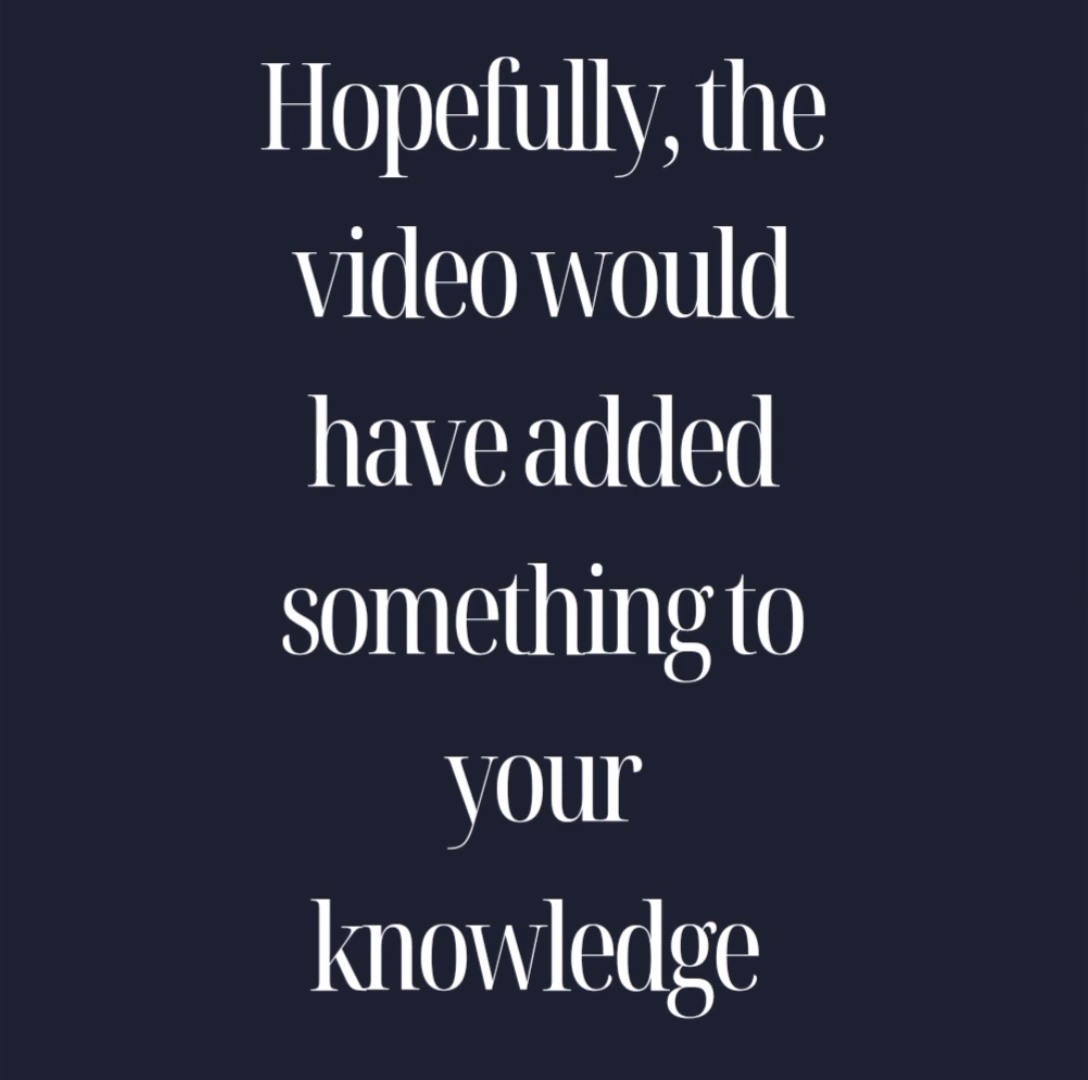 Hopefully, the
video would
have added
something to
your
knowledge